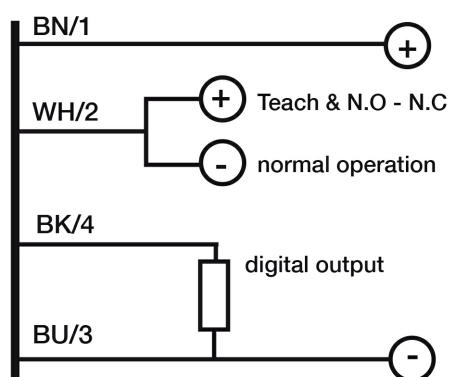 BN/1
+
WH/2
+ Teach & N.O - N.C
- normal operation
BK/4
digital output
BU/3
-